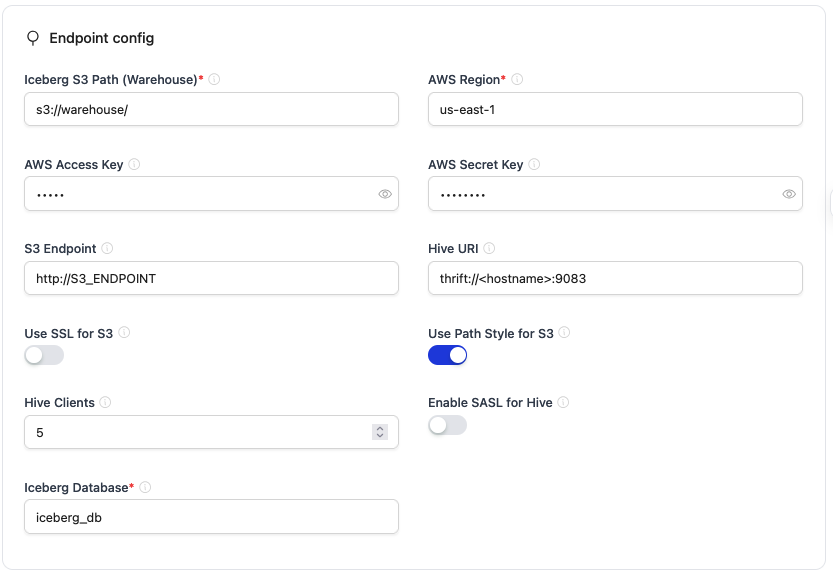 Endpoint config
Iceberg S3 Path (Warehouse)*
AWS Region*
s3://warehouse/
us-east-1
AWS Access Key
AWS Secret Key
•••••
••••••••
S3 Endpoint
Hive URI
http://S3_ENDPOINT
thrift://<hostname>:9083
Use SSL for S3
Use Path Style for S3
Hive Clients
Enable SASL for Hive
5
Iceberg Database*
iceberg_db